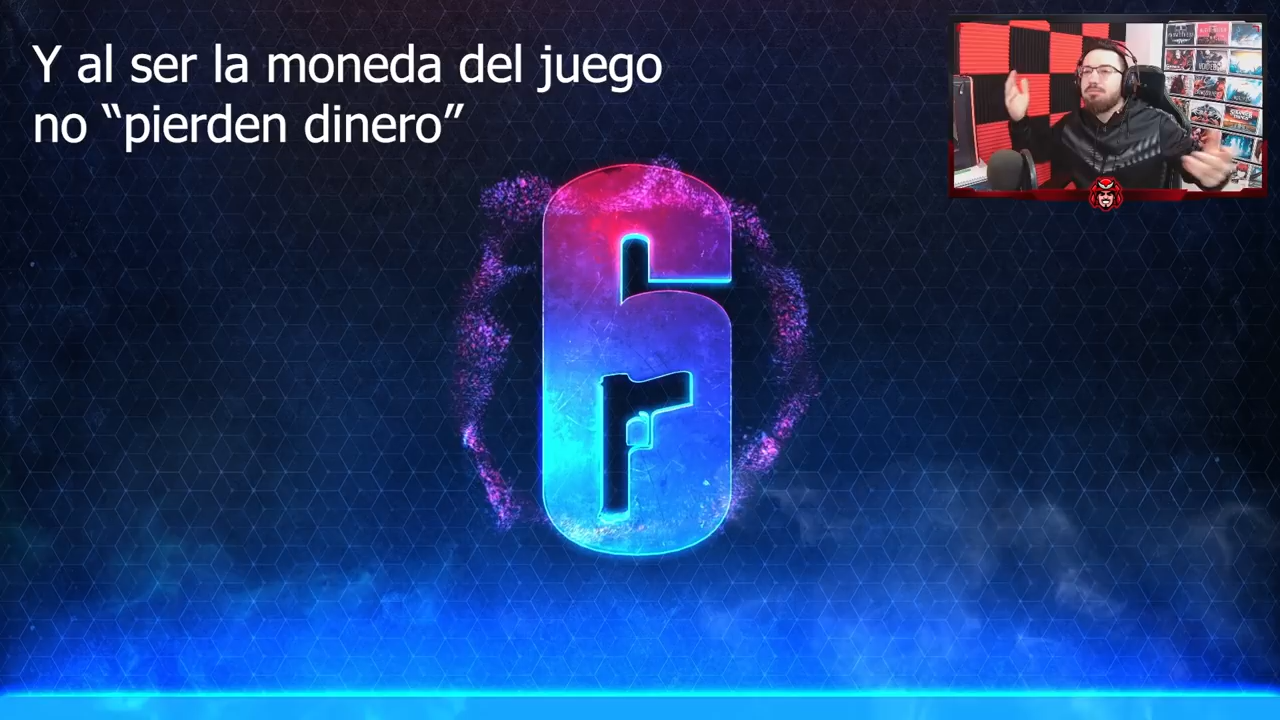 Y al ser la moneda del juego
no “pierden dinero”